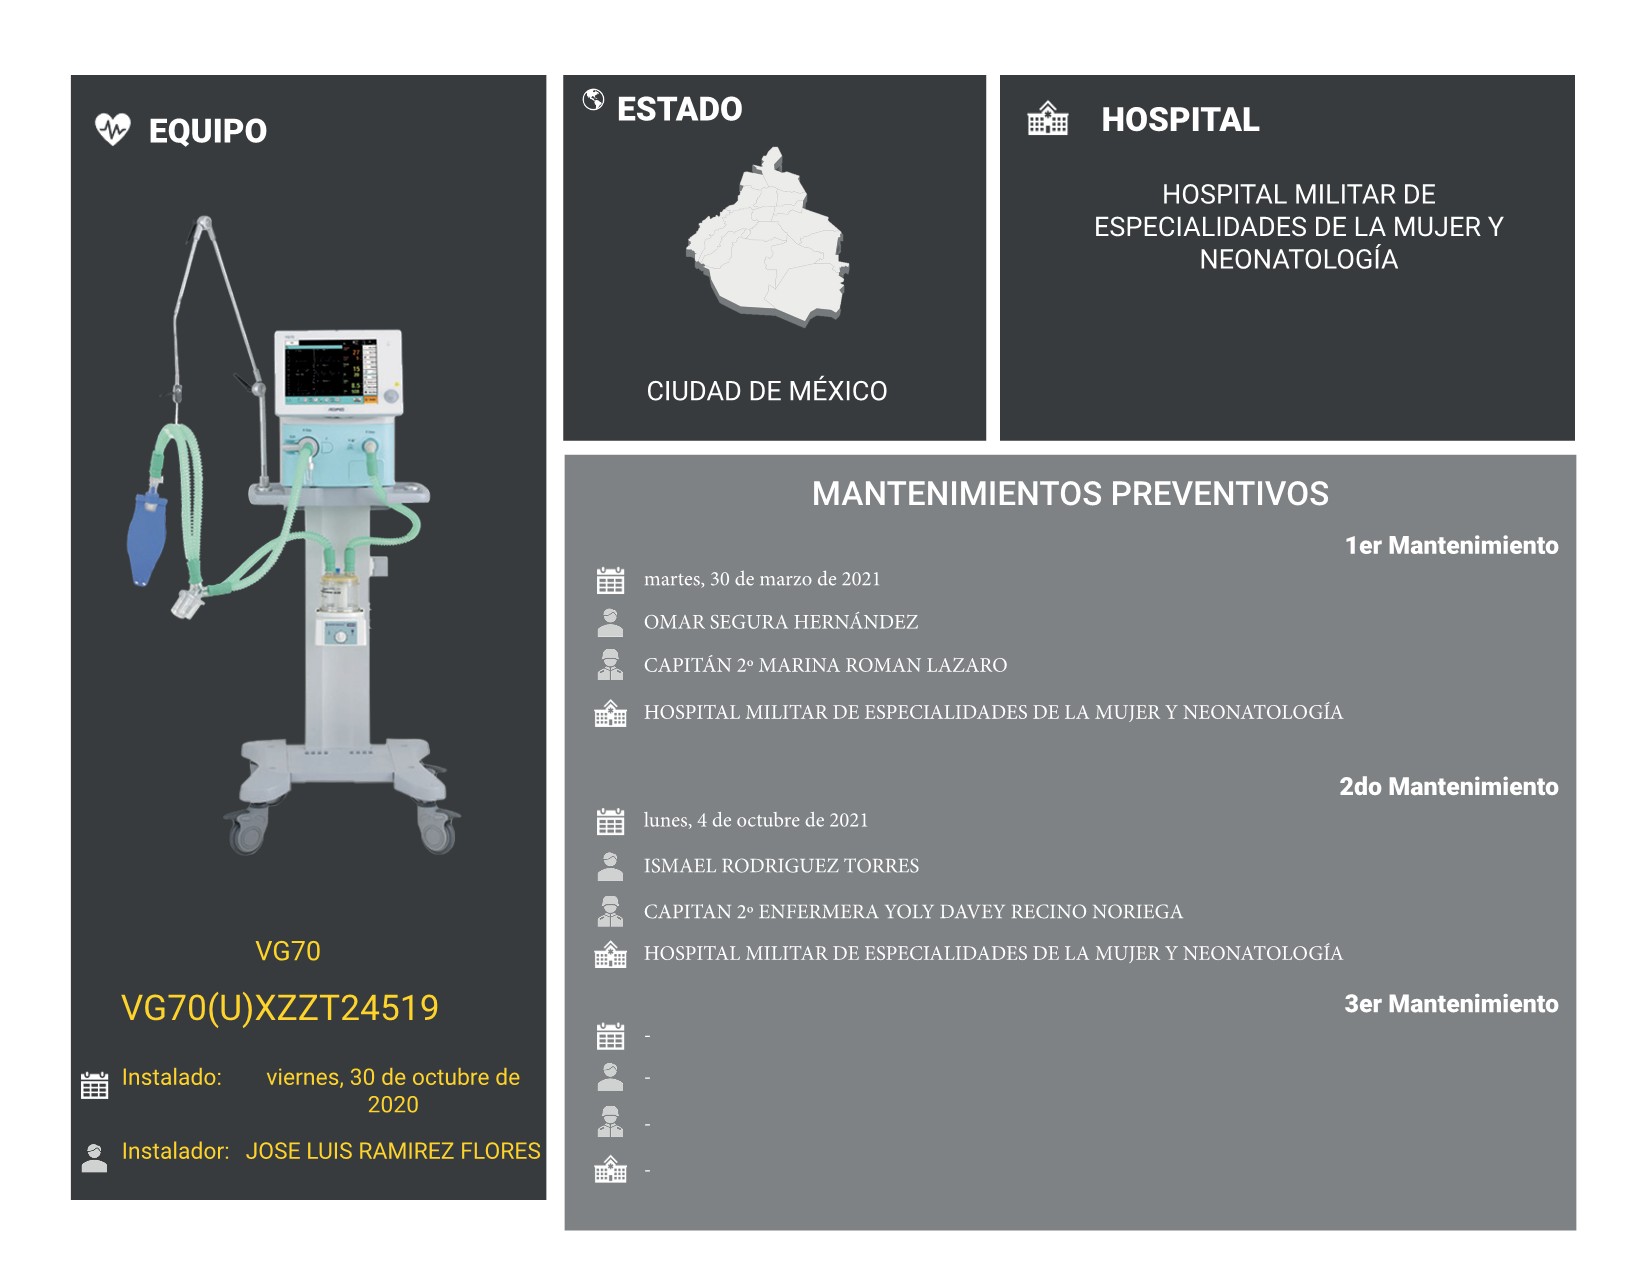 EQUIPO
VG70
VG70(U)XZZT24519
Instalado: viernes, 30 de octubre de
2020
Instalador: JOSE LUIS RAMIREZ FLORES
ESTADO
CIUDAD DE MÉXICO
HOSPITAL
HOSPITAL MILITAR DE
ESPECIALIDADES DE LA MUJER Y
NEONATOLOGÍA
MANTENIMIENTOS PREVENTIVOS
1er Mantenimiento
martes, 30 de marzo de 2021
OMAR SEGURA HERNÁNDEZ
CAPITÁN 2º MARINA ROMAN LAZARO
HOSPITAL MILITAR DE ESPECIALIDADES DE LA MUJER Y NEONATOLOGÍA
2do Mantenimiento
lunes, 4 de octubre de 2021
ISMAEL RODRIGUEZ TORRES
CAPITAN 2º ENFERMERA YOLY DAVEY RECINO NORIEGA
HOSPITAL MILITAR DE ESPECIALIDADES DE LA MUJER Y NEONATOLOGÍA
3er Mantenimiento
-
-
-
-